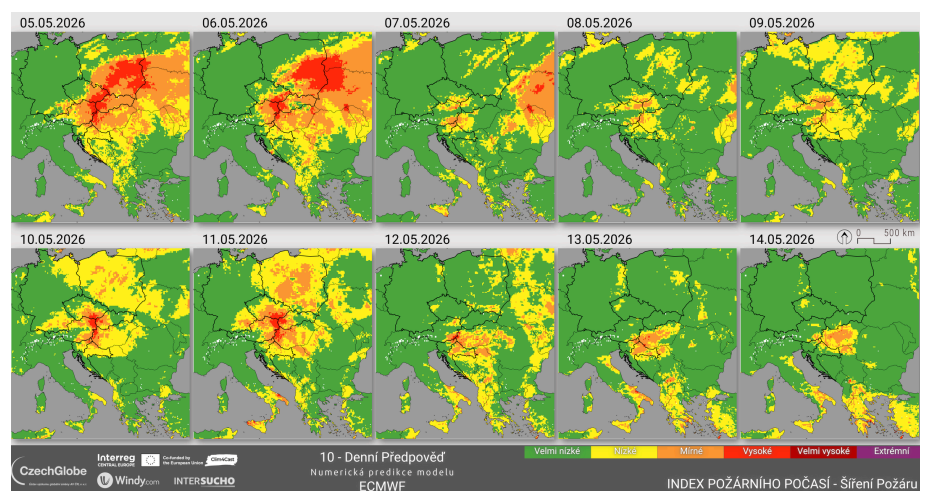 05.05.2026 06.05.2026 07.05.2026 08.05.2026 09.05.2026
10.05.2026 11.05.2026 12.05.2026 13.05.2026 14.05.2026
0 500 km
CzechGlobe
Interreg
CENTRAL EUROPE
Co-funded by
the European Union
Clim4Cast
Windy.com
INTERSUCHO
10 - Denní Předpověď
Numerická predikce modelu
ECMWF
Velmi nízké Nízké Mírné Vysoké Velmi vysoké Extrémní
INDEX POŽÁRNÍHO POČASÍ - Šíření Požáru